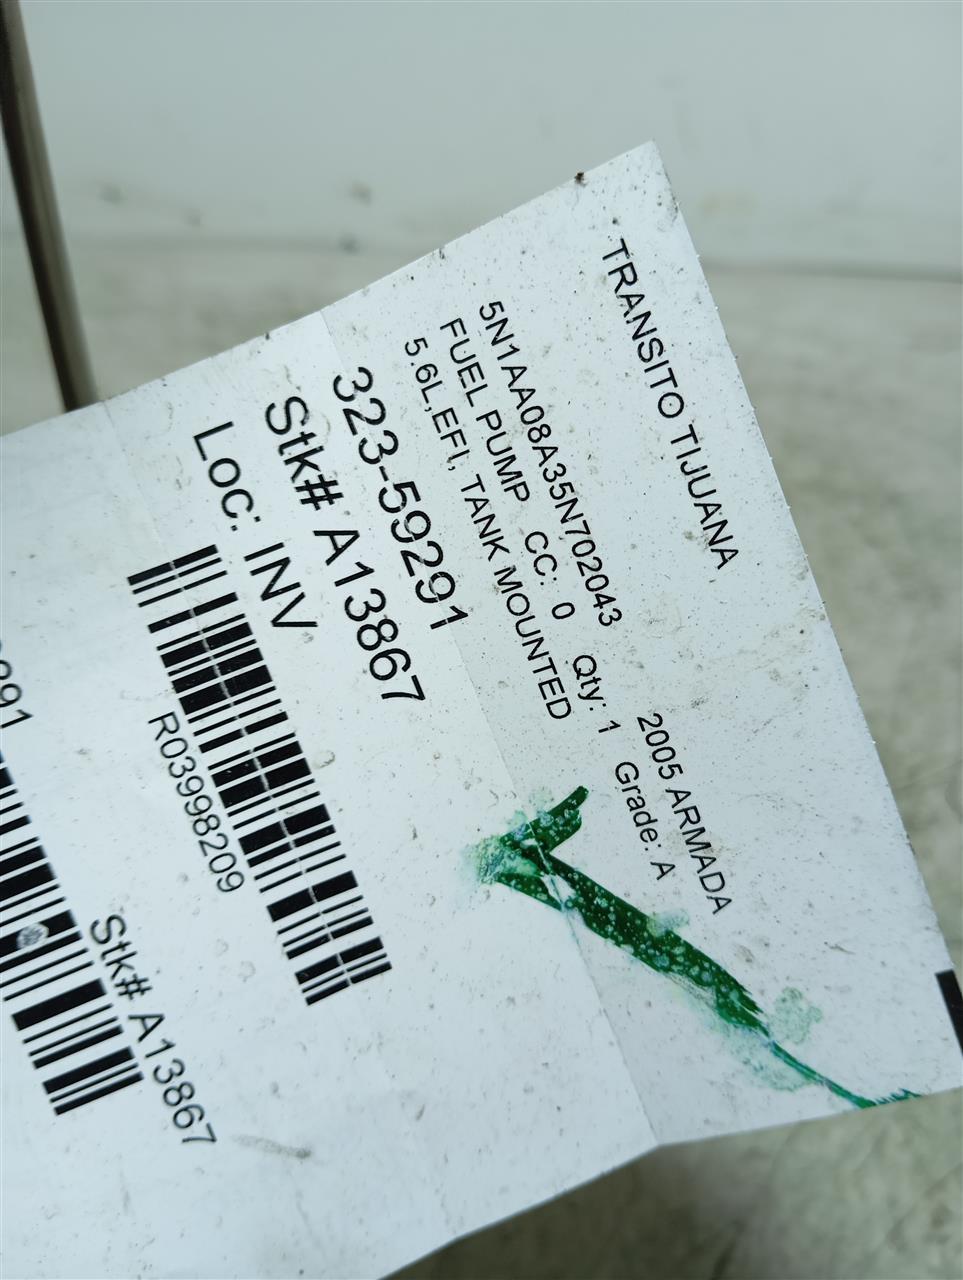 TRANSITO TIJUANA
5N1AA08A35N702043 2005 ARMADA
FUEL PUMP CC: 0 Qty: 1 Grade: A
5.6L,EFI, TANK MOUNTED
323-59291
Stk# A13867
Loc: INV
R03998209
Stk# A13867